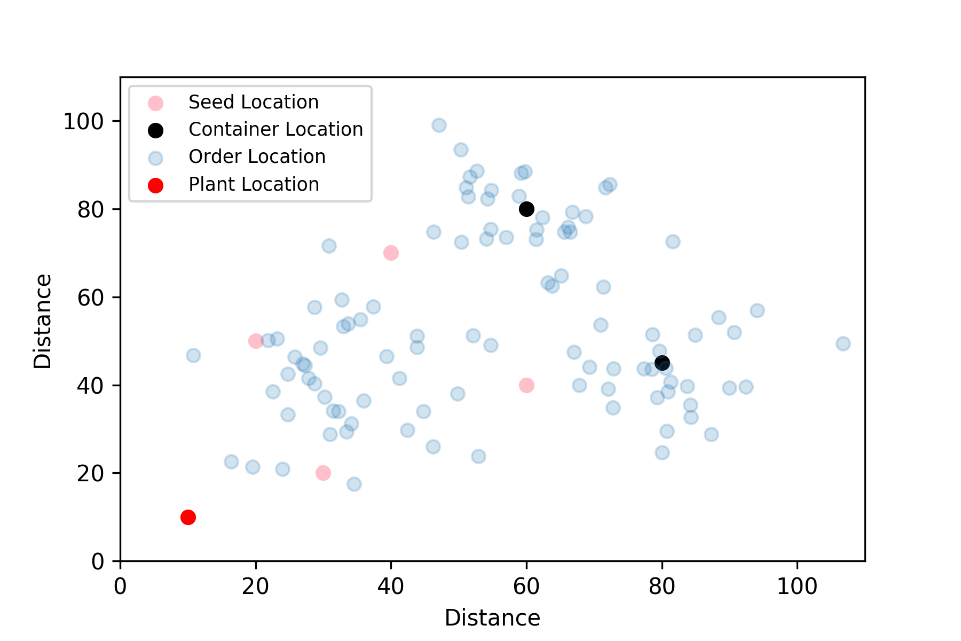 Seed Location
Container Location
Order Location
Plant Location
100
80
60
40
20
0
0 20 40 60 80 100
Distance
Distance